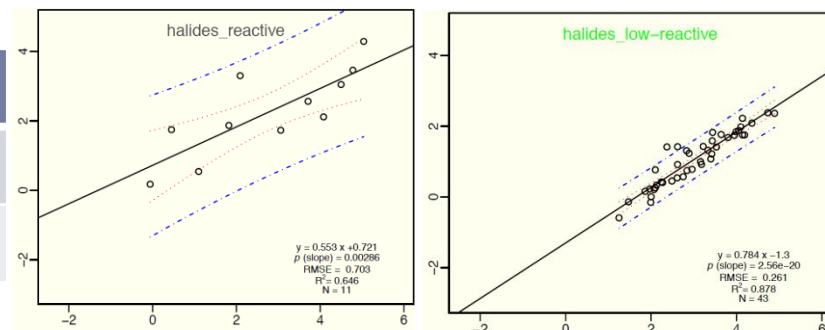 halides_reactive
4
2
0
−2
y = 0.553 x +0.721
p (slope) = 0.00286
RMSE = 0.703
R²= 0.646
N = 11
−2 0 2 4 6
halides_low−reactive
4
2
0
−2
y = 0.784 x −1.3
p (slope) = 2.56e−20
RMSE = 0.261
R²= 0.878
N = 43
−2 0 2 4 6